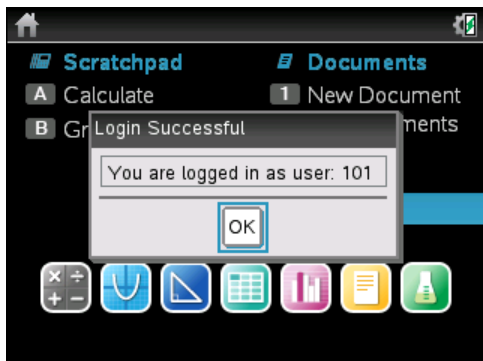 Scratchpad
Documents
A Calculate
1 New Document
B Gr
ments
Login Successful
You are logged in as user: 101
OK